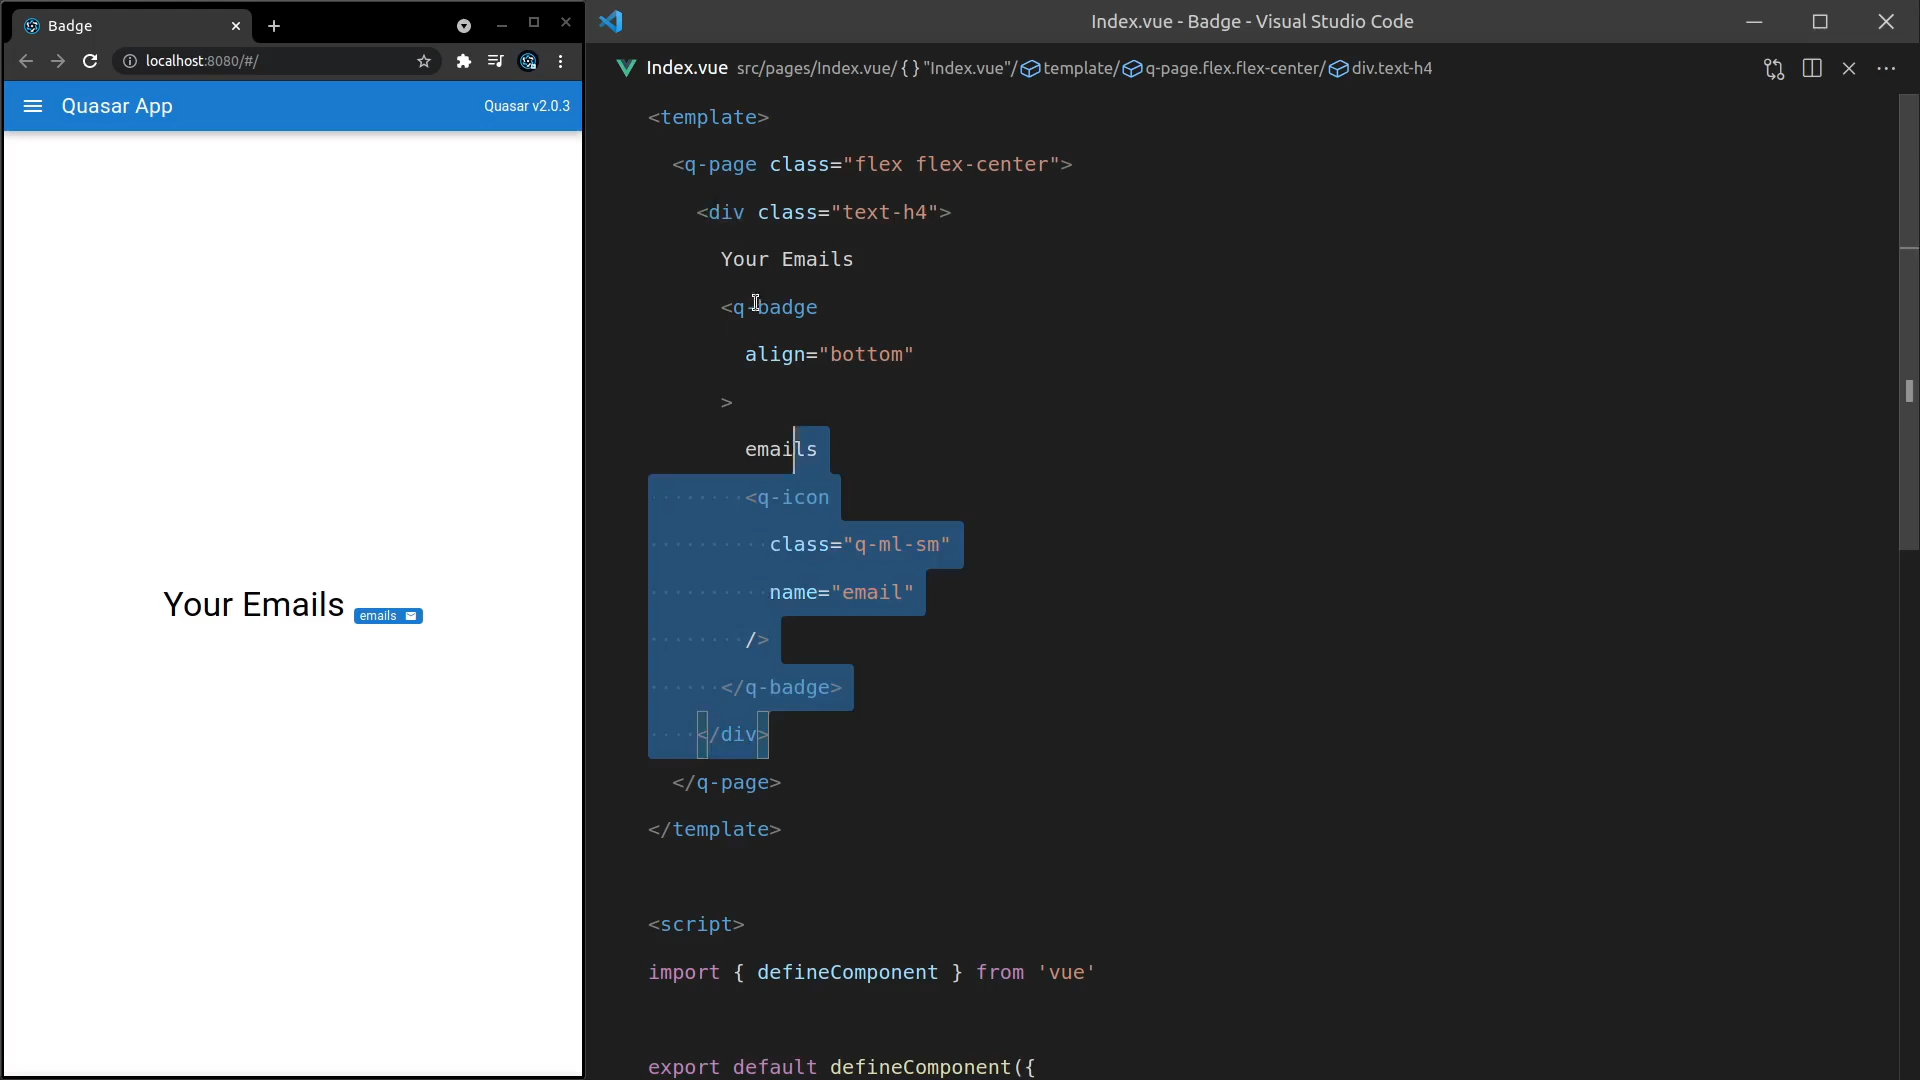 Badge
localhost:8080/#/
Quasar App
Quasar v2.0.3
Your Emails
emails
Index.vue - Badge - Visual Studio Code
Index.vue src/pages/Index.vue/ {} "Index.vue"/ template/ q-page.flex.flex-center/ div.text-h4
<template>
<q-page class="flex flex-center">
<div class="text-h4">
Your Emails
<q-badge
align="bottom"
>
emails
<q-icon
class="q-ml-sm"
name="email"
/>
</q-badge>
</div>
</q-page>
</template>
<script>
import { defineComponent } from 'vue'
export default defineComponent({